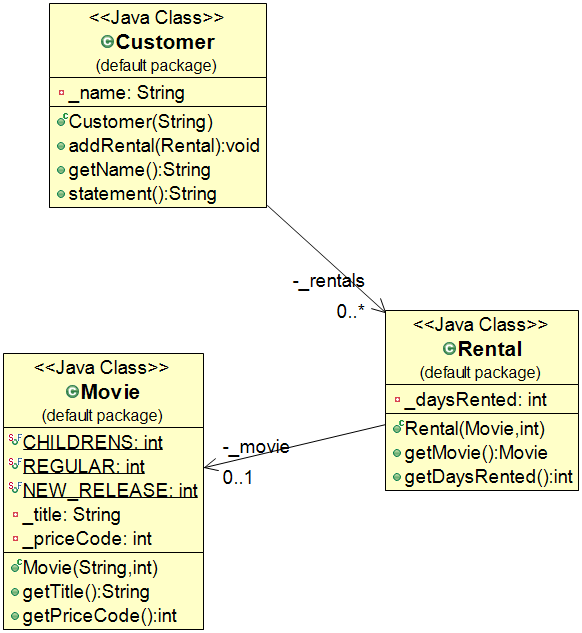 <<Java Class>>
Customer
(default package)
_name: String
Customer(String)
addRental(Rental):void
getName():String
statement():String
-_rentals
0..*
<<Java Class>>
Rental
(default package)
_daysRented: int
Rental(Movie,int)
getMovie():Movie
getDaysRented():int
-_movie
0..1
<<Java Class>>
Movie
(default package)
CHILDRENS: int
REGULAR: int
NEW_RELEASE: int
_title: String
_priceCode: int
Movie(String,int)
getTitle():String
getPriceCode():int